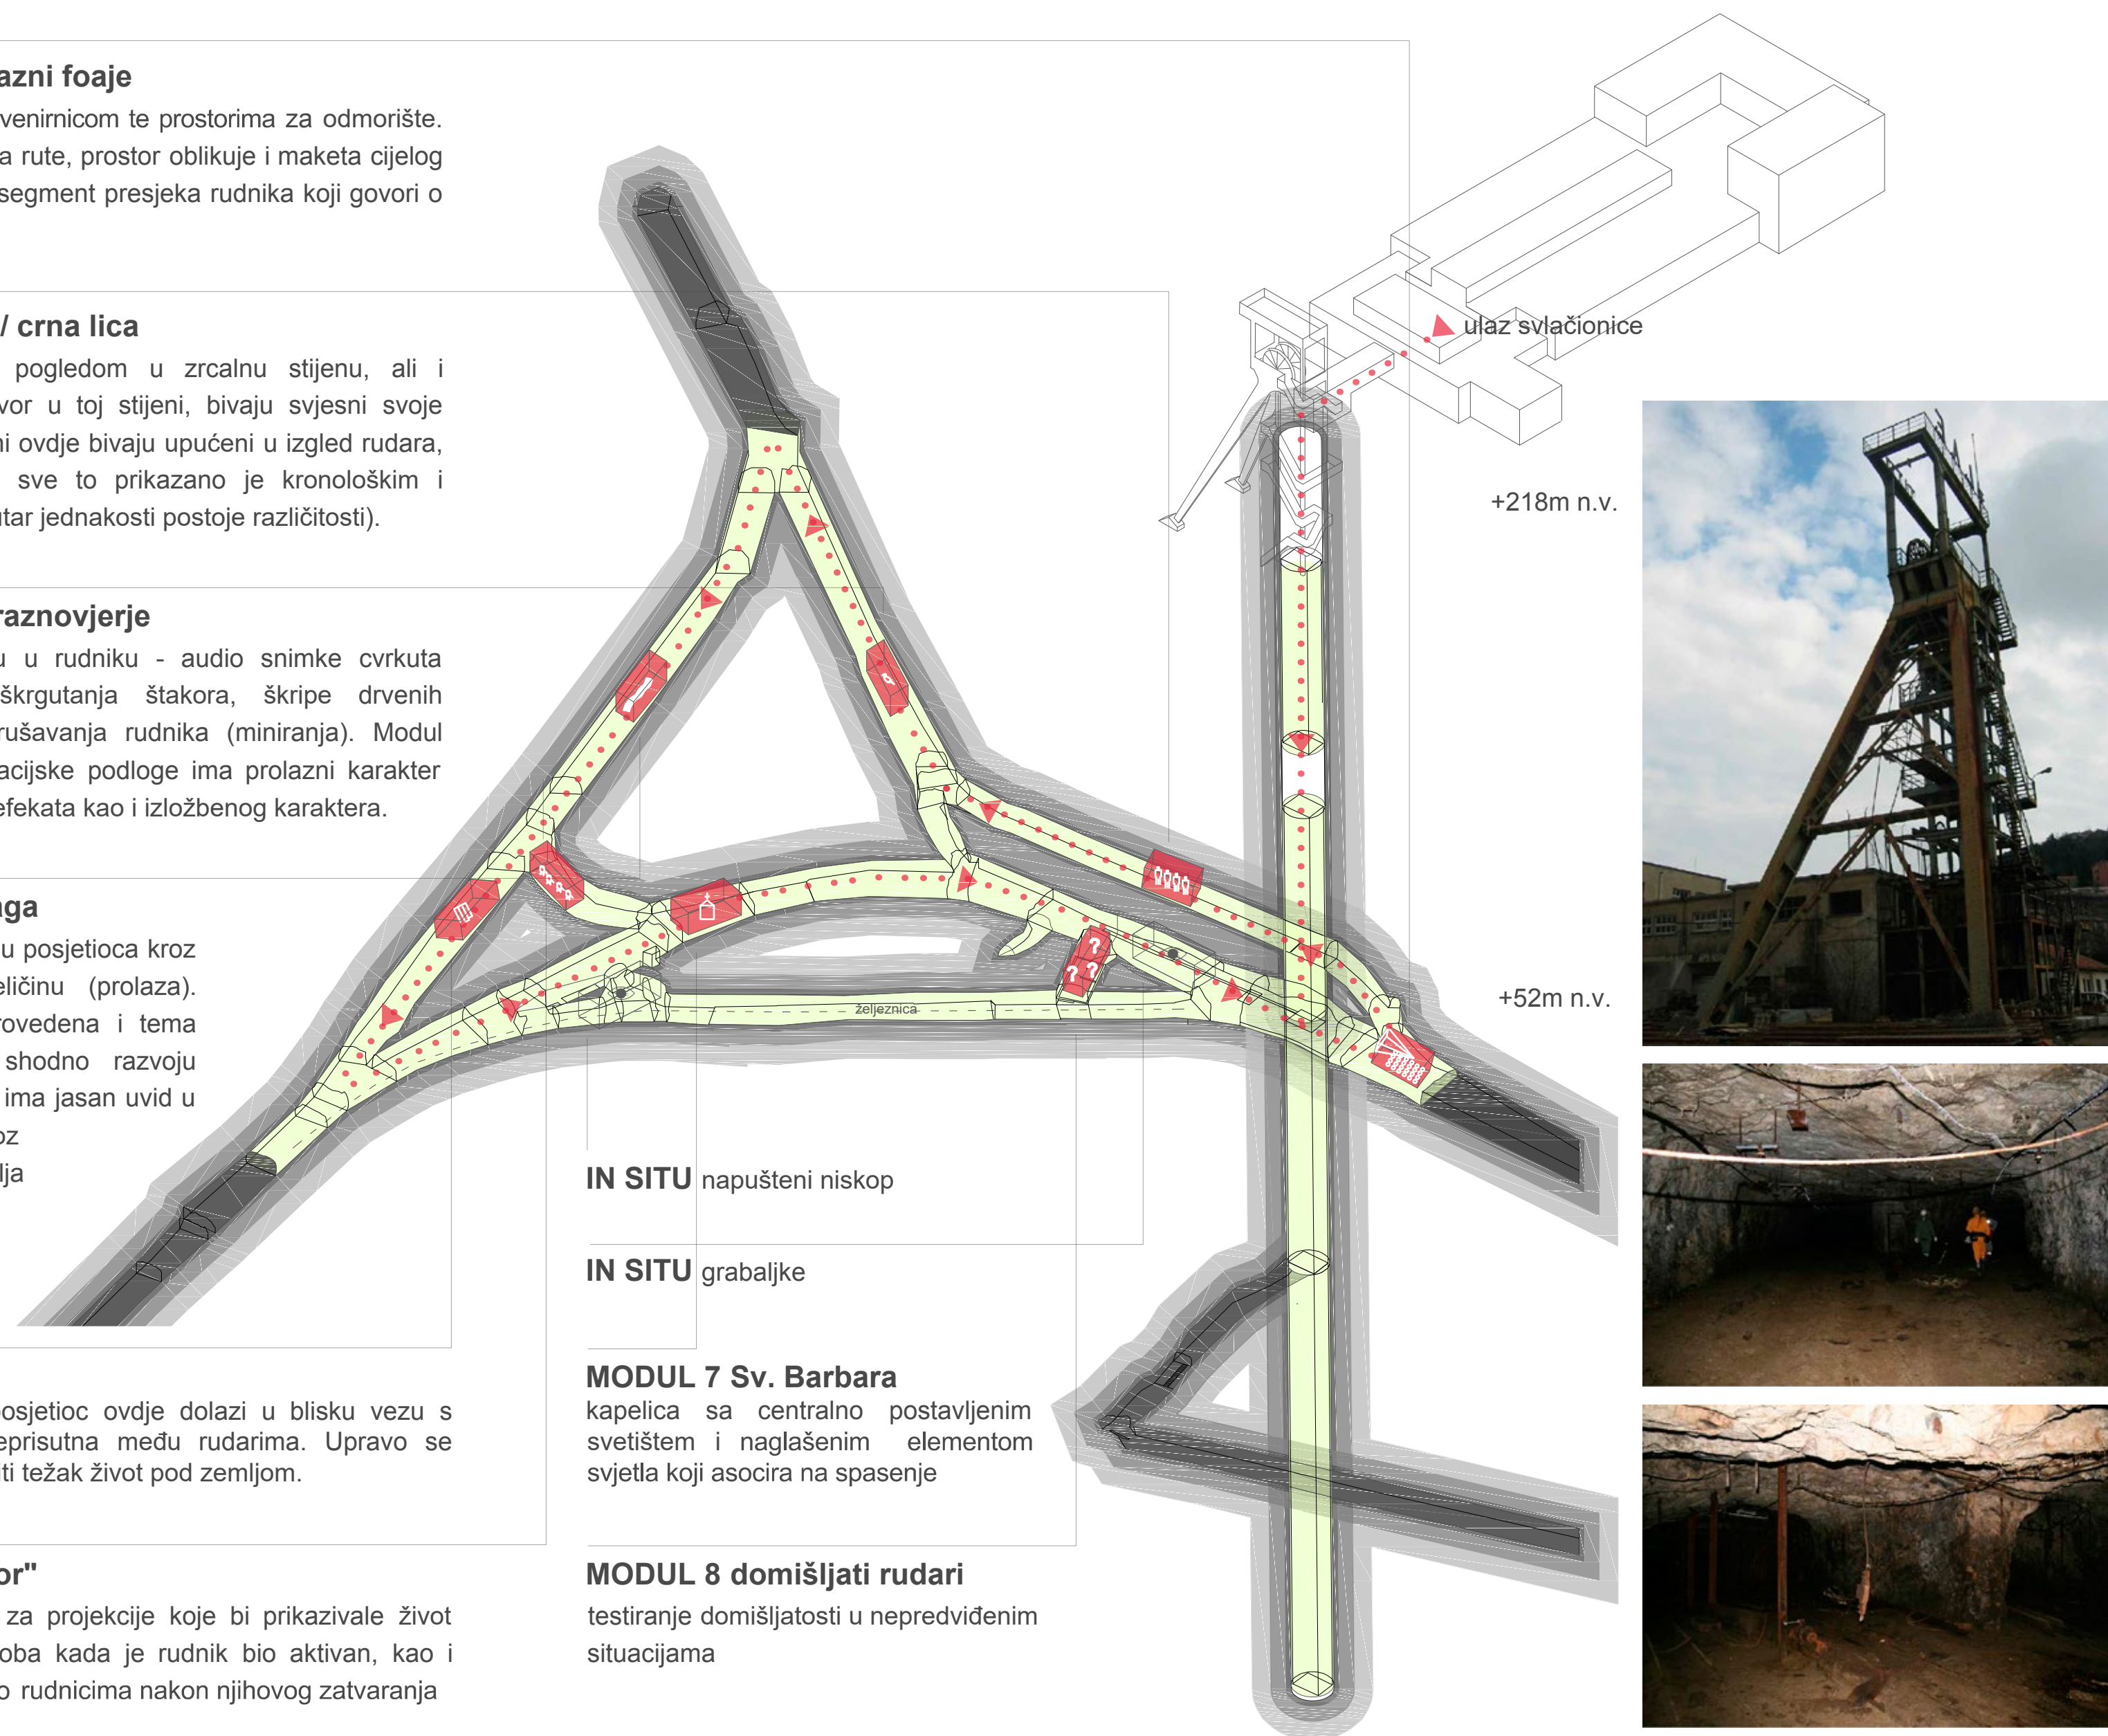 azni foaje
venirnicom te prostorima za odmorište.
a rute, prostor oblikuje i maketa cijelog
segment presjeka rudnika koji govori o
/ crna lica
pogledom u zrcalnu stijenu, ali i
vor u toj stijeni, bivaju svjesni svoje
ni ovdje bivaju upućeni u izgled rudara,
sve to prikazano je kronološkim i
utar jednakosti postoje različitosti).
raznovjerje
u u rudniku - audio snimke cvrkuta
škrgutanja štakora, škripe drvenih
rušavanja rudnika (miniranja). Modul
acijske podloge ima prolazni karakter
efekata kao i izložbenog karaktera.
aga
u posjetioca kroz
eličinu (prolaza).
rovedena i tema
shodno razvoju
ima jasan uvid u
oz
lja
posjetioc ovdje dolazi u blisku vezu s
eprisutna među rudarima. Upravo se
iti težak život pod zemljom.
or"
za projekcije koje bi prikazivale život
oba kada je rudnik bio aktivan, kao i
o rudnicima nakon njihovog zatvaranja
IN SITU napušteni niskop
IN SITU grabaljke
MODUL 7 Sv. Barbara
kapelica sa centralno postavljenim
svetištem i naglašenim elementom
svjetla koji asocira na spasenje
MODUL 8 domišljati rudari
testiranje domišljatosti u nepredviđenim
situacijama
željeznica
? ? ?
ulaz svlačionice
+218m n.v.
+52m n.v.